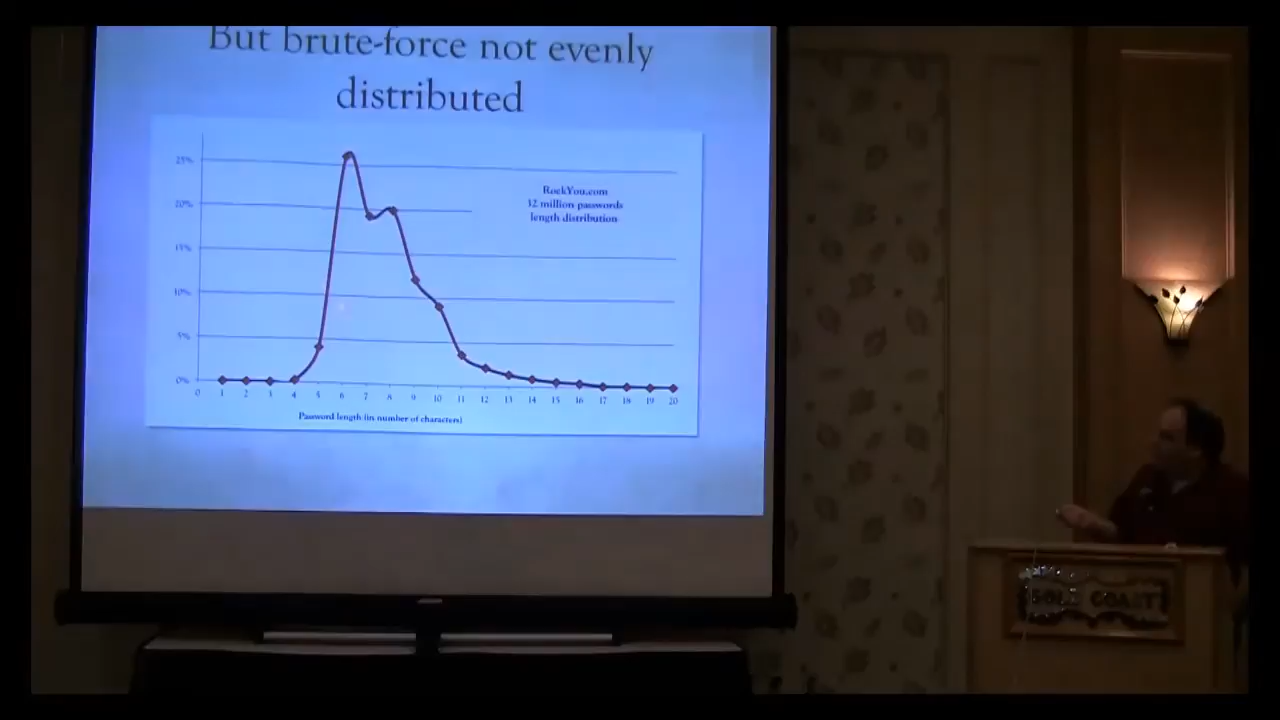 But brute-force not evenly
distributed
RockYou.com
32 million passwords
length distribution
25%
20%
15%
10%
5%
0%
0 1 2 3 4 5 6 7 8 9 10 11 12 13 14 15 16 17 18 19 20
Password length (in number of characters)
GOLD COAST